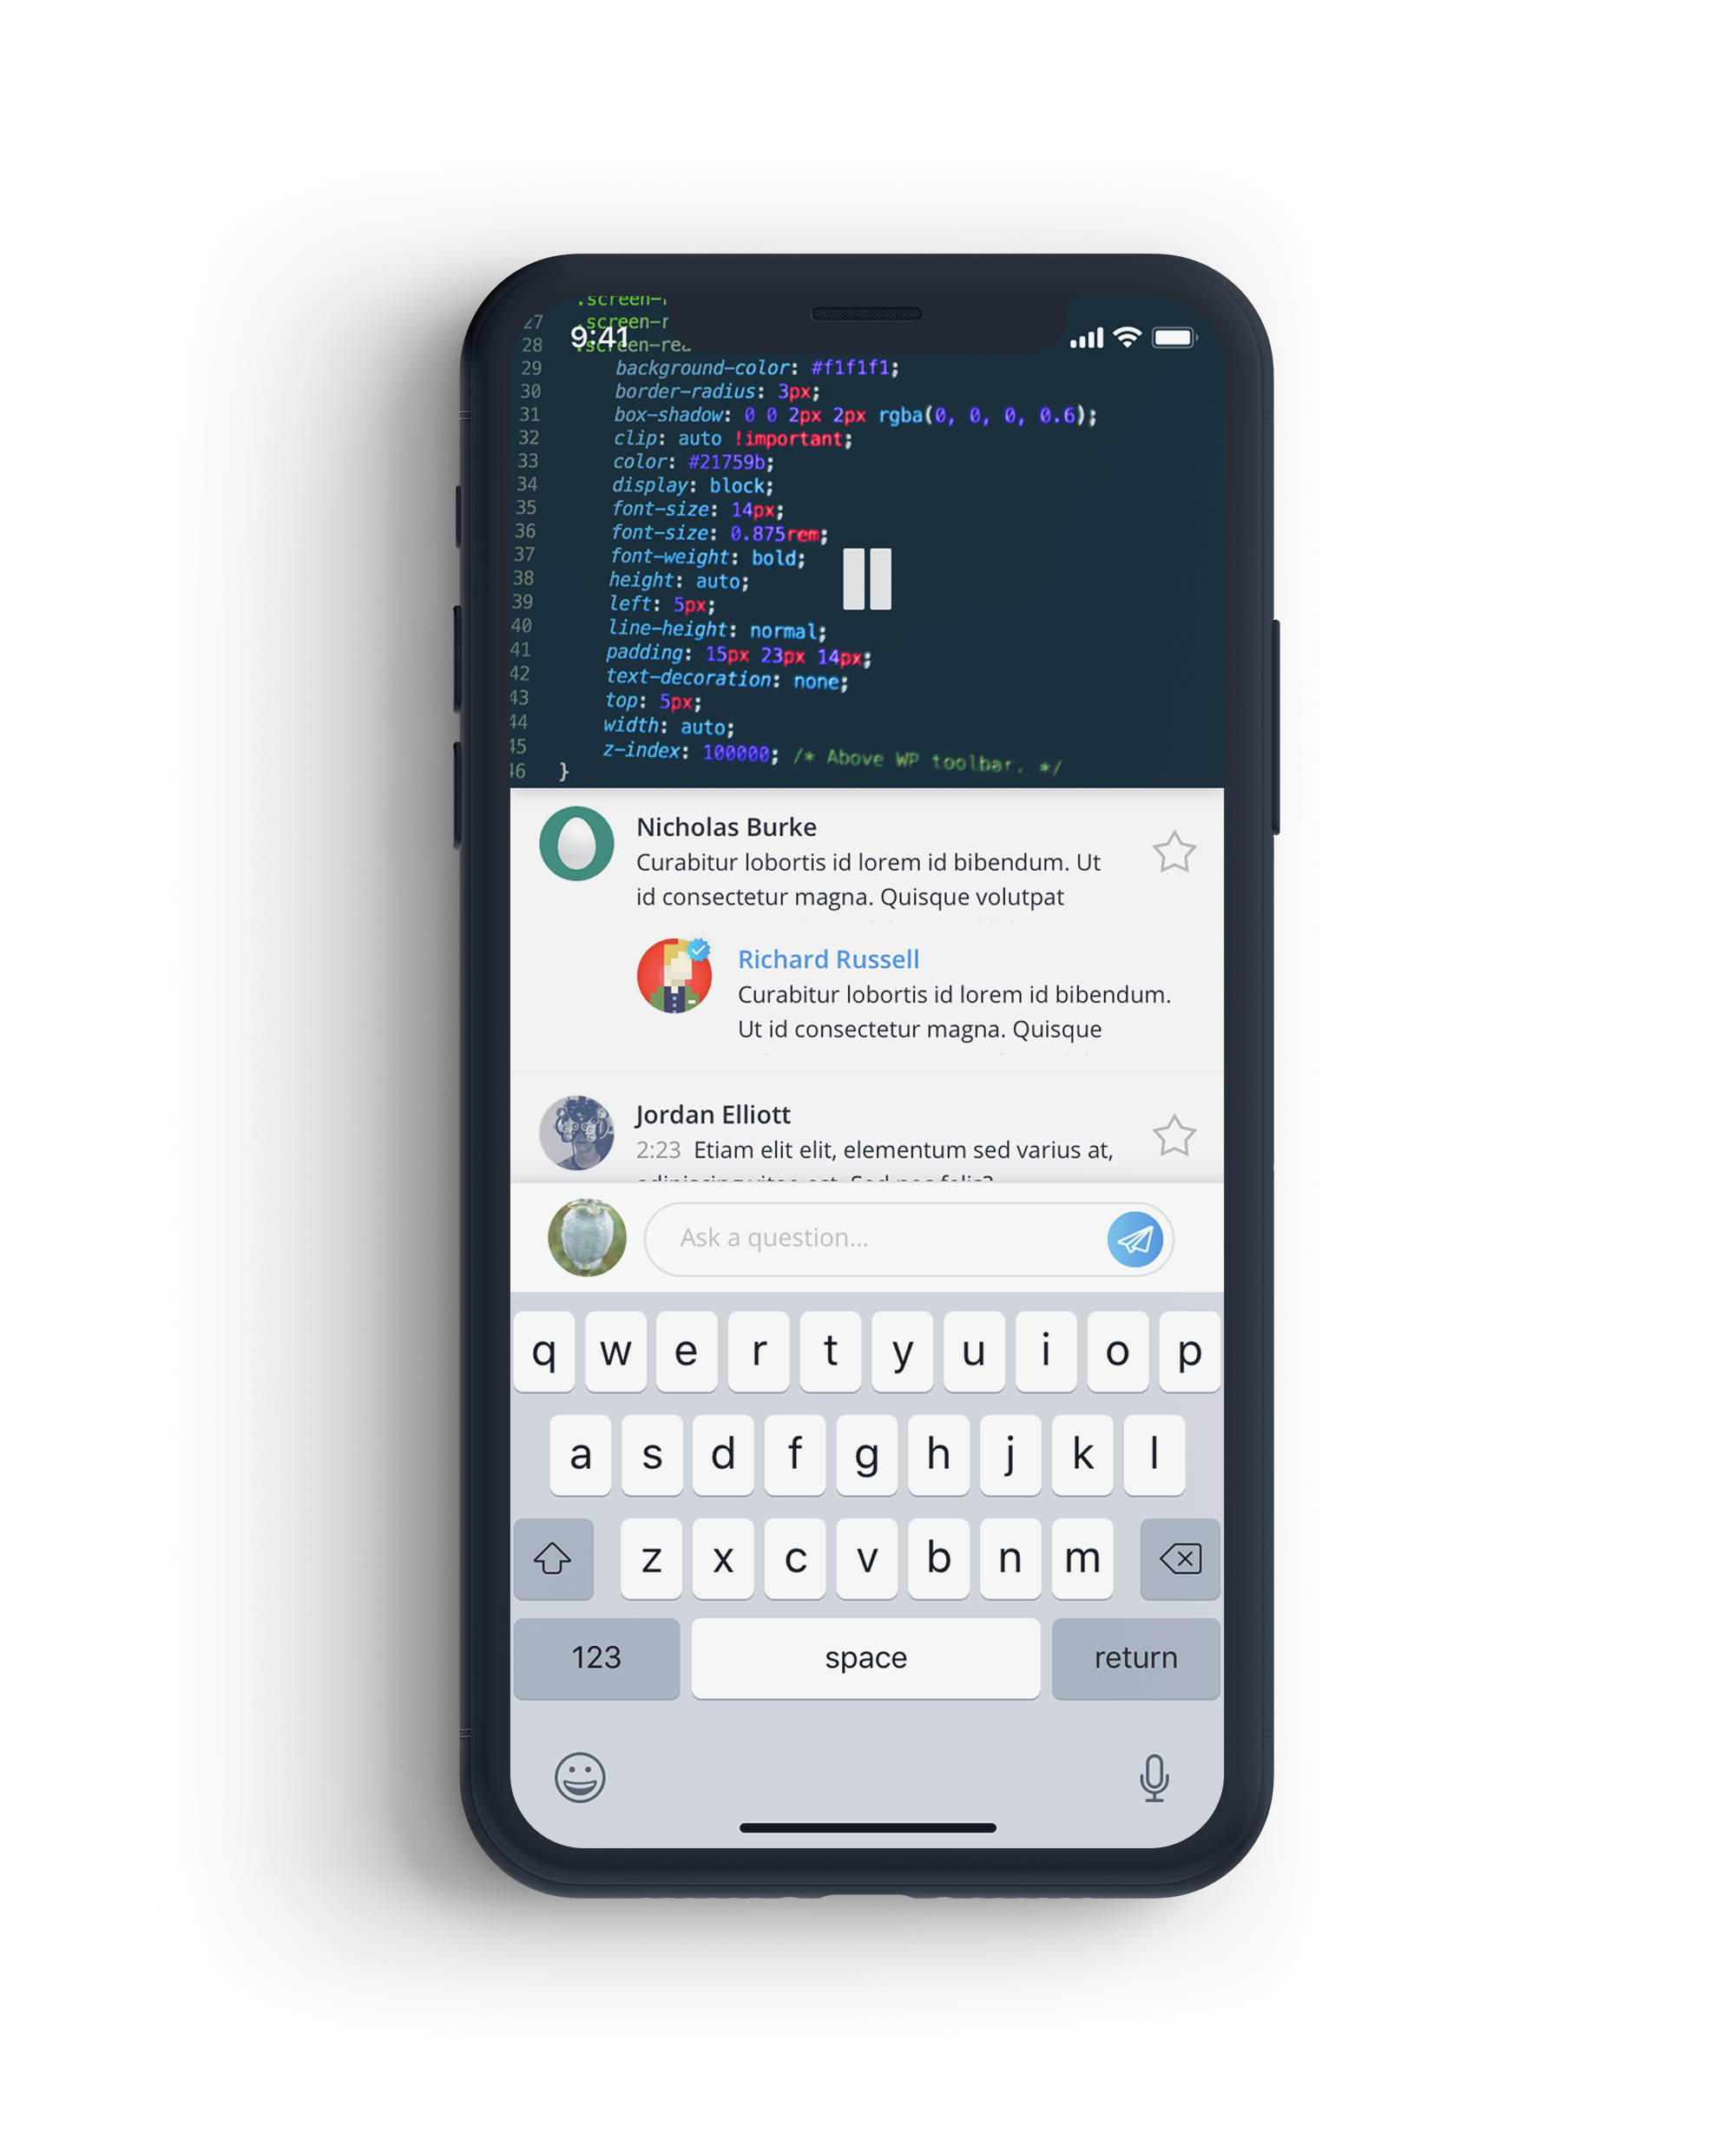 .screen-
27 .screen-r
9:41
28 .screen-rea
29 background-color: #f1f1f1;
30 border-radius: 3px;
31 box-shadow: 0 0 2px 2px rgba(0, 0, 0, 0.6);
32 clip: auto !important;
33 color: #21759b;
34 display: block;
35 font-size: 14px;
36 font-size: 0.875rem;
37 font-weight: bold;
38 height: auto;
39 left: 5px;
40 line-height: normal;
41 padding: 15px 23px 14px;
42 text-decoration: none;
43 top: 5px;
44 width: auto;
45 z-index: 100000; /* Above WP toolbar. */
46 }
Nicholas Burke
Curabitur lobortis id lorem id bibendum. Ut
id consectetur magna. Quisque volutpat
Richard Russell
Curabitur lobortis id lorem id bibendum.
Ut id consectetur magna. Quisque
Jordan Elliott
2:23 Etiam elit elit, elementum sed varius at,
Ask a question...
q w e r t y u i o p
a s d f g h j k l
z x c v b n m
123 space return